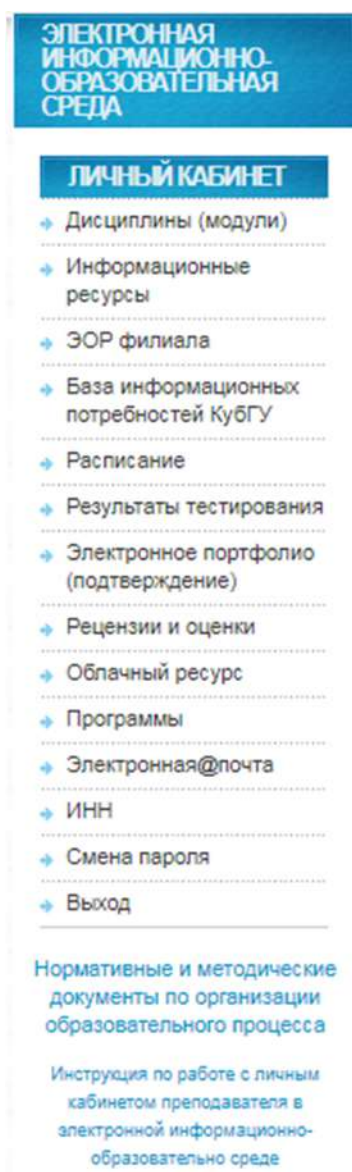 ЭЛЕКТРОННАЯ
ИНФОРМАЦИОННО-
ОБРАЗОВАТЕЛЬНАЯ
СРЕДА
ЛИЧНЫЙ КАБИНЕТ
Дисциплины (модули)
Информационные
ресурсы
ЭОР филиала
База информационных
потребностей КубГУ
Расписание
Результаты тестирования
Электронное портфолио
(подтверждение)
Рецензии и оценки
Облачный ресурс
Программы
Электронная@почта
ИНН
Смена пароля
Выход
Нормативные и методические
документы по организации
образовательного процесса
Инструкция по работе с личным
кабинетом преподавателя в
электронной информационно-
образовательно среде